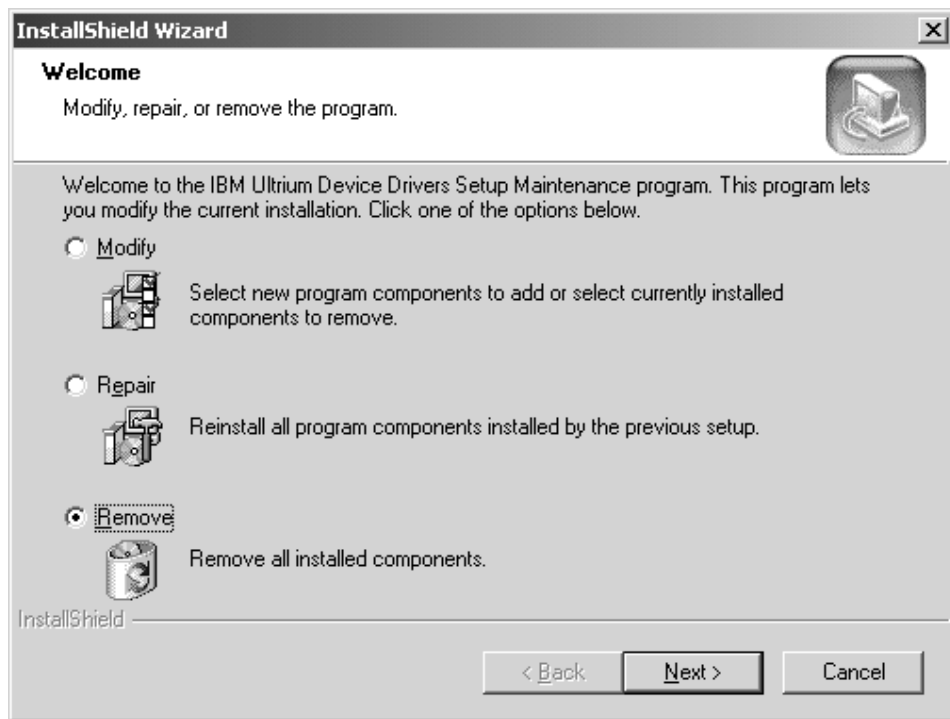 InstallShield Wizard
Welcome
Modify, repair, or remove the program.
Welcome to the IBM Ultrium Device Drivers Setup Maintenance program. This program lets
you modify the current installation. Click one of the options below.
Modify
Select new program components to add or select currently installed
components to remove.
Repair
Reinstall all program components installed by the previous setup.
Remove
Remove all installed components.
InstallShield
< Back
Next >
Cancel